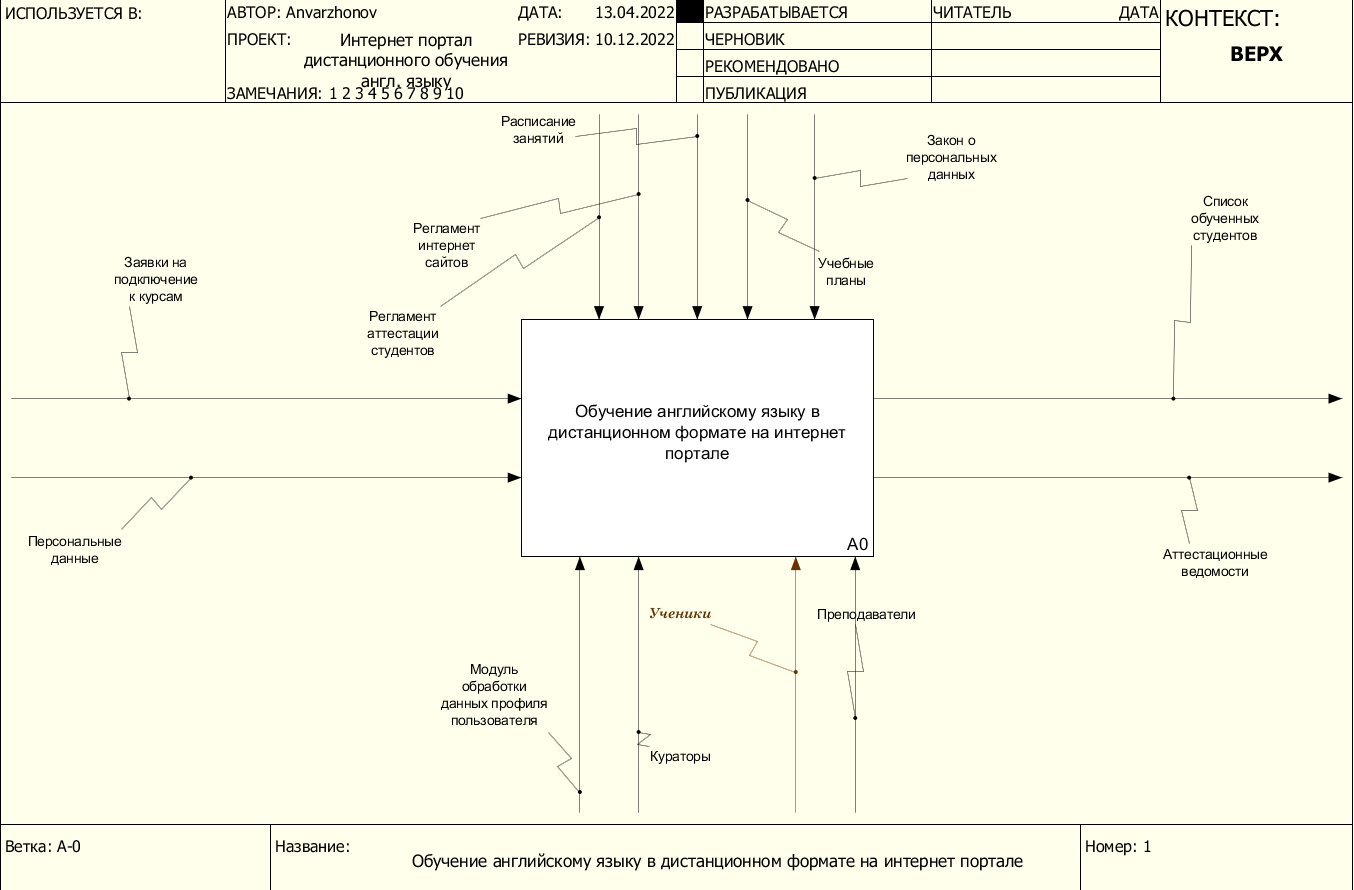 ИСПОЛЬЗУЕТСЯ В:
АВТОР: Anvarzhonov
ДАТА: 13.04.2022
ПРОЕКТ: Интернет портал
дистанционного обучения
англ. языку
РЕВИЗИЯ: 10.12.2022
ЗАМЕЧАНИЯ: 1 2 3 4 5 6 7 8 9 10
РАЗРАБАТЫВАЕТСЯ
ЧЕРНОВИК
РЕКОМЕНДОВАНО
ПУБЛИКАЦИЯ
ЧИТАТЕЛЬ
ДАТА
КОНТЕКСТ:
ВЕРХ
Расписание
занятий
Закон о
персональных
данных
Регламент
интернет
сайтов
Учебные
планы
Список
обученных
студентов
Заявки на
подключение
к курсам
Регламент
аттестации
студентов
Обучение английскому языку в
дистанционном формате на интернет
портале
A0
Персональные
данные
Аттестационные
ведомости
Ученики
Преподаватели
Модуль
обработки
данных профиля
пользователя
Кураторы
Ветка: A-0
Название:
Обучение английскому языку в дистанционном формате на интернет портале
Номер: 1